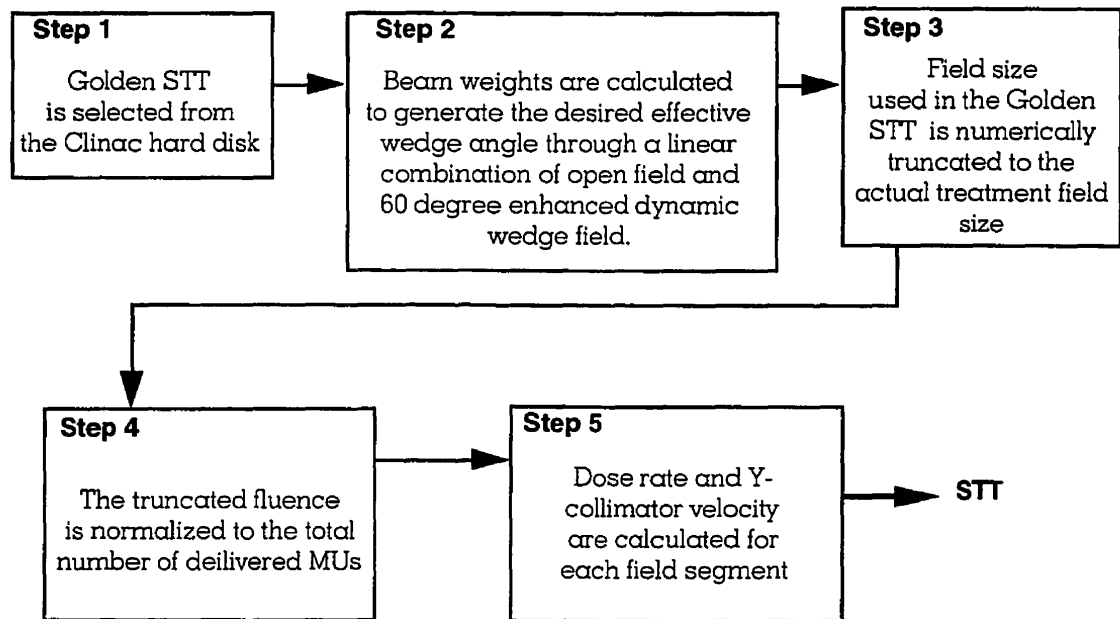 Step 1
Golden STT
is selected from
the Clinac hard disk
Step 2
Beam weights are calculated
to generate the desired effective
wedge angle through a linear
combination of open field and
60 degree enhanced dynamic
wedge field.
Step 3
Field size
used in the Golden
STT is numerically
truncated to the
actual treatment field
size
Step 4
The truncated fluence
is normalized to the total
number of deilivered MUs
Step 5
Dose rate and Y-
collimator velocity
are calculated for
each field segment
STT